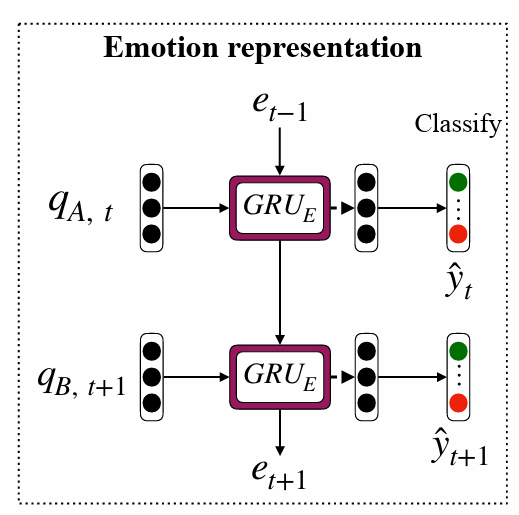 Emotion representation
e_{t−1}
Classify
q_{A, t}
GRU_E
ŷ_t
q_{B, t+1}
GRU_E
ŷ_{t+1}
e_{t+1}